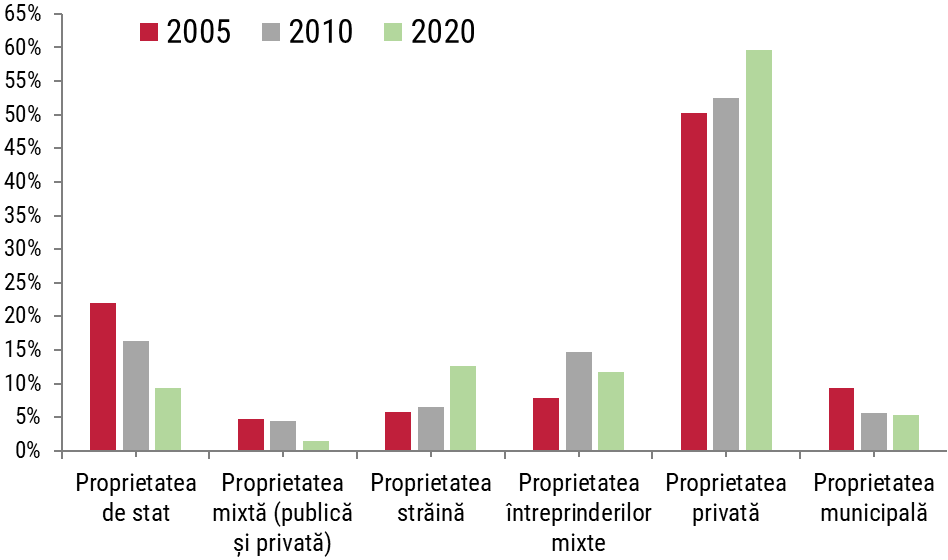 65%
60%
55%
50%
45%
40%
35%
30%
25%
20%
15%
10%
5%
0%
2005 2010 2020
Proprietatea
de stat
Proprietatea
mixtă (publică
și privată)
Proprietatea
străină
Proprietatea
întreprinderilor
mixte
Proprietatea
privată
Proprietatea
municipală